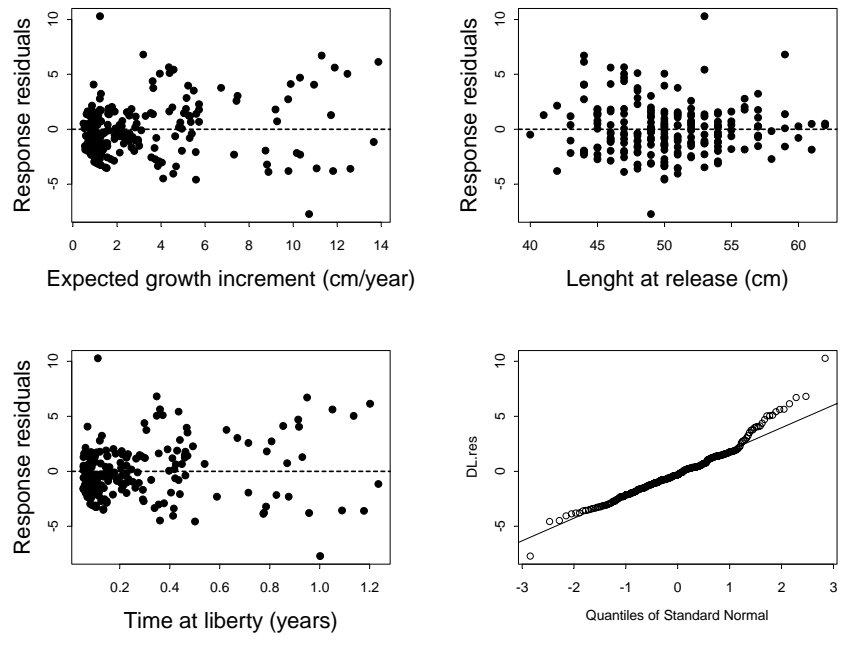 Response residuals
10
5
0
-5
0 2 4 6 8 10 12 14
Expected growth increment (cm/year)
Response residuals
10
5
0
-5
40 45 50 55 60
Lenght at release (cm)
Response residuals
10
5
0
-5
0.2 0.4 0.6 0.8 1.0 1.2
Time at liberty (years)
DL.res
10
5
0
-5
-3 -2 -1 0 1 2 3
Quantiles of Standard Normal